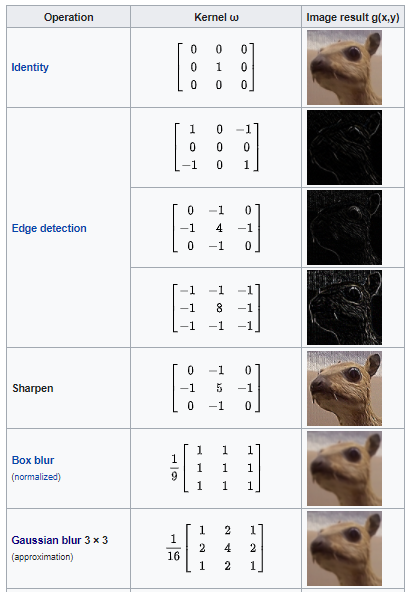 Operation Kernel ω Image result g(x,y)
Identity
0 0 0
0 1 0
0 0 0
Edge detection
1 0 −1
0 0 0
−1 0 1
0 −1 0
−1 4 −1
0 −1 0
−1 −1 −1
−1 8 −1
−1 −1 −1
Sharpen
0 −1 0
−1 5 −1
0 −1 0
Box blur
(normalized)
1/9
1 1 1
1 1 1
1 1 1
Gaussian blur 3 × 3
(approximation)
1/16
1 2 1
2 4 2
1 2 1